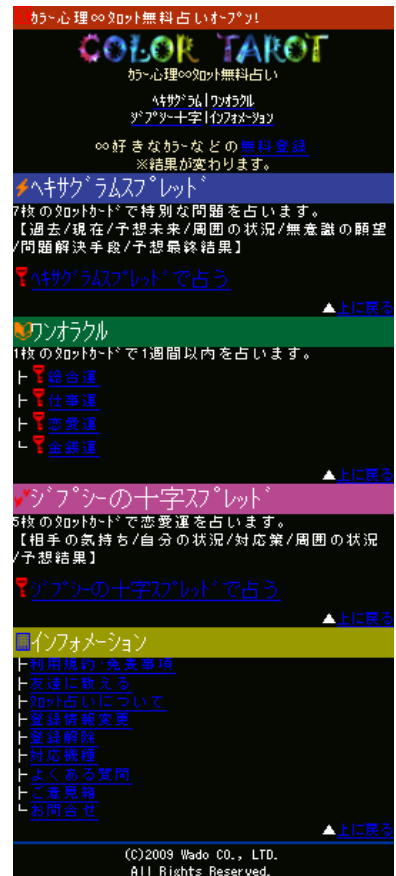 ｶﾗｰ心理∞ﾀﾛｯﾄ無料占いｵｰﾌﾟﾝ!
COLOR TAROT
ｶﾗｰ心理∞ﾀﾛｯﾄ無料占い
ﾍｷｻｸﾞﾗﾑ|ﾜﾝｵﾗｸﾙ
ｼﾞﾌﾟｼｰ十字|ｲﾝﾌｫﾒｰｼｮﾝ
∞好きなｶﾗｰなどの無料登録
※結果が変わります。
ﾍｷｻｸﾞﾗﾑｽﾌﾟﾚｯﾄﾞ
7枚のﾀﾛｯﾄｶｰﾄﾞで特別な問題を占います。
【過去/現在/予想未来/周囲の状況/無意識の願望
/問題解決手段/予想最終結果】
ﾍｷｻｸﾞﾗﾑｽﾌﾟﾚｯﾄﾞで占う
▲上に戻る
ワンオラクル
1枚のﾀﾛｯﾄｶｰﾄﾞで1週間以内を占います。
├総合運
├仕事運
├恋愛運
└金銭運
▲上に戻る
ｼﾞﾌﾟｼｰの十字ｽﾌﾟﾚｯﾄﾞ
5枚のﾀﾛｯﾄｶｰﾄﾞで恋愛運を占います。
【相手の気持ち/自分の状況/対応策/周囲の状況
/予想結果】
ｼﾞﾌﾟｼｰの十字ｽﾌﾟﾚｯﾄﾞで占う
▲上に戻る
インフォメーション
├利用規約･免責事項
├友達に教える
├ﾀﾛｯﾄ占いについて
├登録情報変更
├登録解除
├対応機種
├よくある質問
├ご意見箱
└お問合せ
▲上に戻る
(C)2009 Wado CO., LTD.
All Rights Reserved.